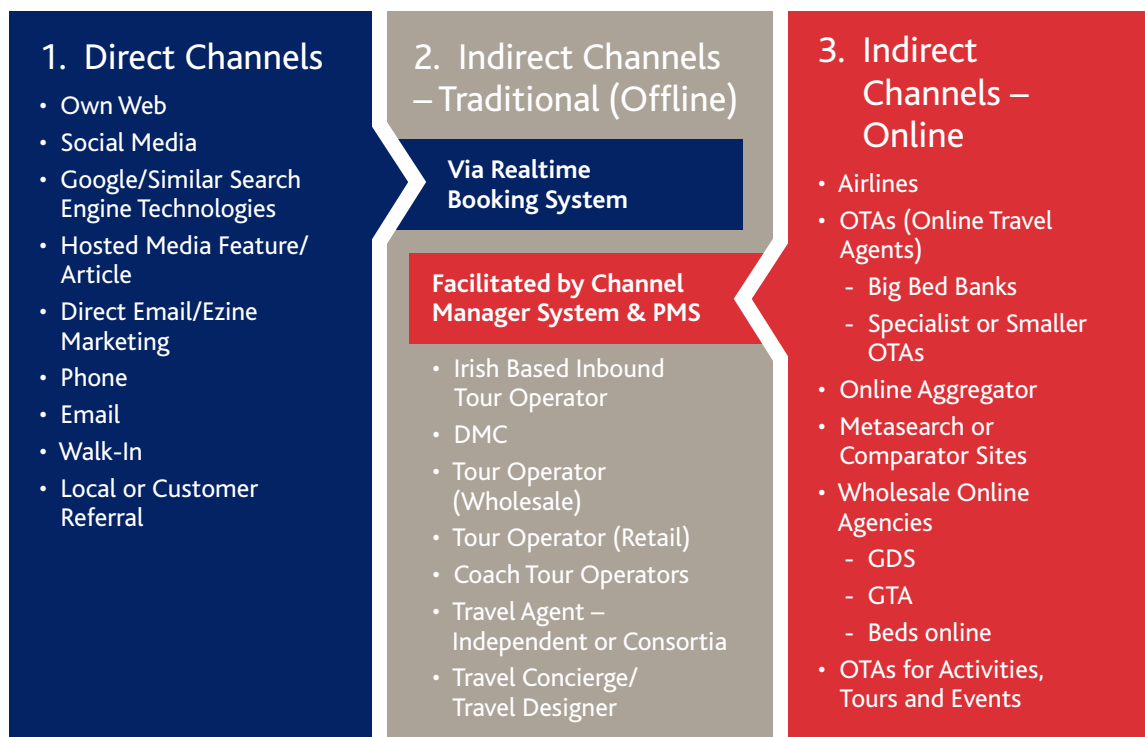 1. Direct Channels
• Own Web
• Social Media
• Google/Similar Search
Engine Technologies
• Hosted Media Feature/
Article
• Direct Email/Ezine
Marketing
• Phone
• Email
• Walk-In
• Local or Customer
Referral
2. Indirect Channels
– Traditional (Offline)
Via Realtime
Booking System
Facilitated by Channel
Manager System & PMS
• Irish Based Inbound
Tour Operator
• DMC
• Tour Operator
(Wholesale)
• Tour Operator (Retail)
• Coach Tour Operators
• Travel Agent –
Independent or Consortia
• Travel Concierge/
Travel Designer
3. Indirect
Channels –
Online
• Airlines
• OTAs (Online Travel
Agents)
- Big Bed Banks
- Specialist or Smaller
OTAs
• Online Aggregator
• Metasearch or
Comparator Sites
• Wholesale Online
Agencies
- GDS
- GTA
- Beds online
• OTAs for Activities,
Tours and Events